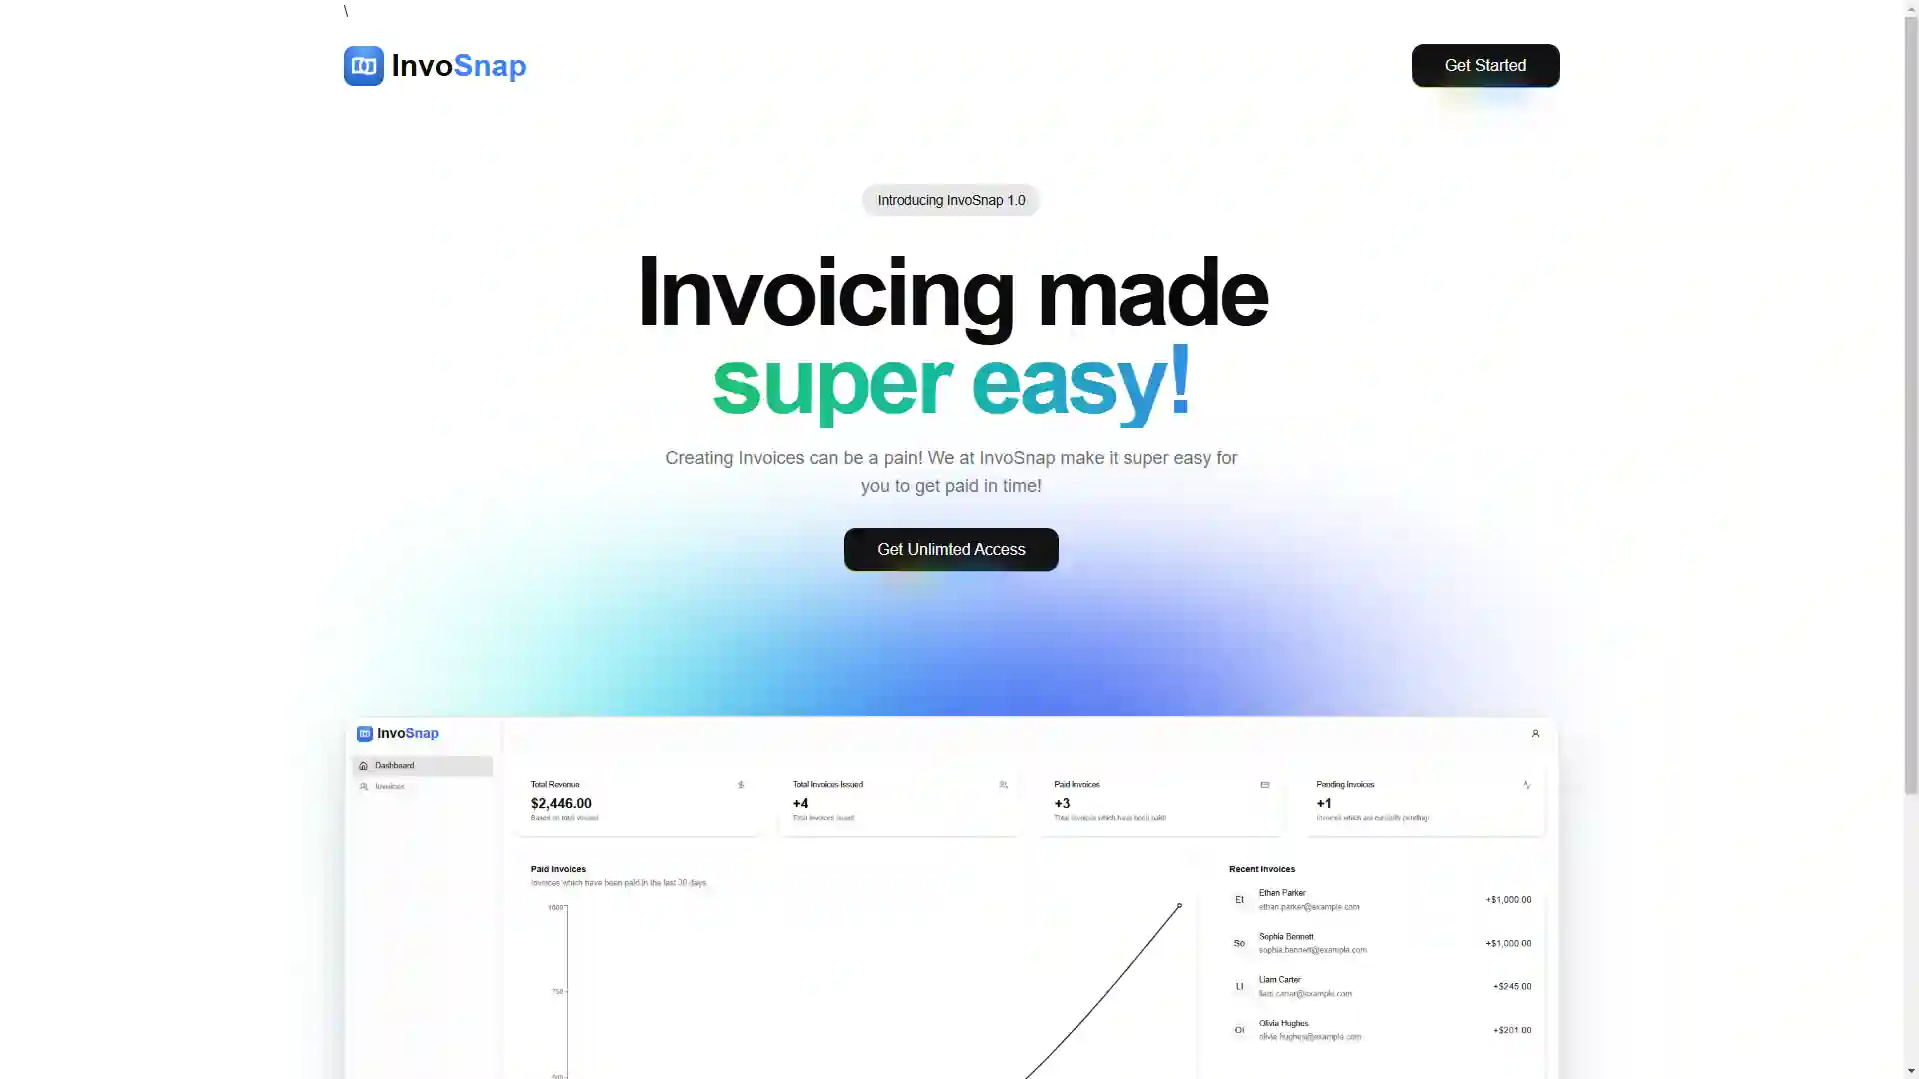 \
InvoSnap
Get Started
Introducing InvoSnap 1.0
Invoicing made
super easy!
Creating Invoices can be a pain! We at InvoSnap make it super easy for
you to get paid in time!
Get Unlimted Access
InvoSnap
Dashboard
Invoices
Total Revenue
$2,446.00
Based on total volume
Total Invoices Issued
+4
Total Invoices Issued
Paid Invoices
+3
Total Invoices which have been paid!
Pending Invoices
+1
Invoices which are currently pending!
Paid Invoices
Invoices which have been paid in the last 30 days.
1000
750
Recent Invoices
Et
Ethan Parker
ethan.parker@example.com
+$1,000.00
So
Sophia Bennett
sophia.bennett@example.com
+$1,000.00
Li
Liam Carter
liam.carter@example.com
+$245.00
Ol
Olivia Hughes
olivia.hughes@example.com
+$201.00